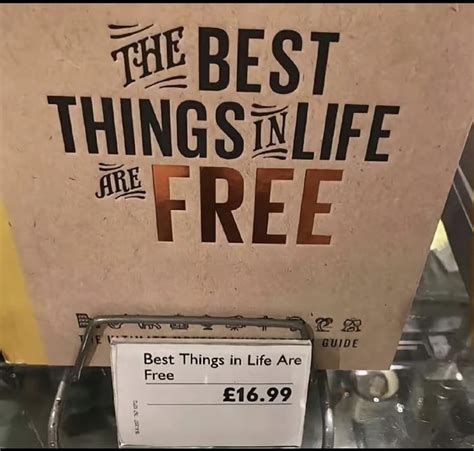 THE BEST
THINGS IN LIFE
ARE FREE
GUIDE
Best Things in Life Are
Free
£16.99